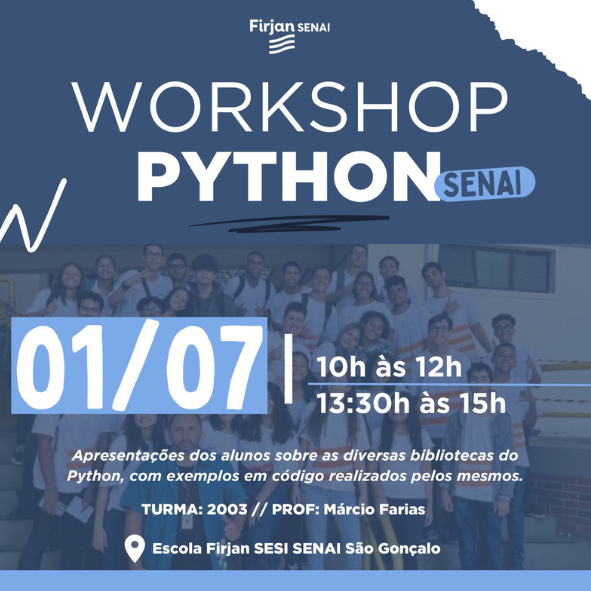 Firjan SENAI
WORKSHOP
PYTHON
SENAI
01/07
10h às 12h
13:30h às 15h
Apresentações dos alunos sobre as diversas bibliotecas do
Python, com exemplos em código realizados pelos mesmos.
TURMA: 2003 // PROF: Márcio Farias
Escola Firjan SESI SENAI São Gonçalo